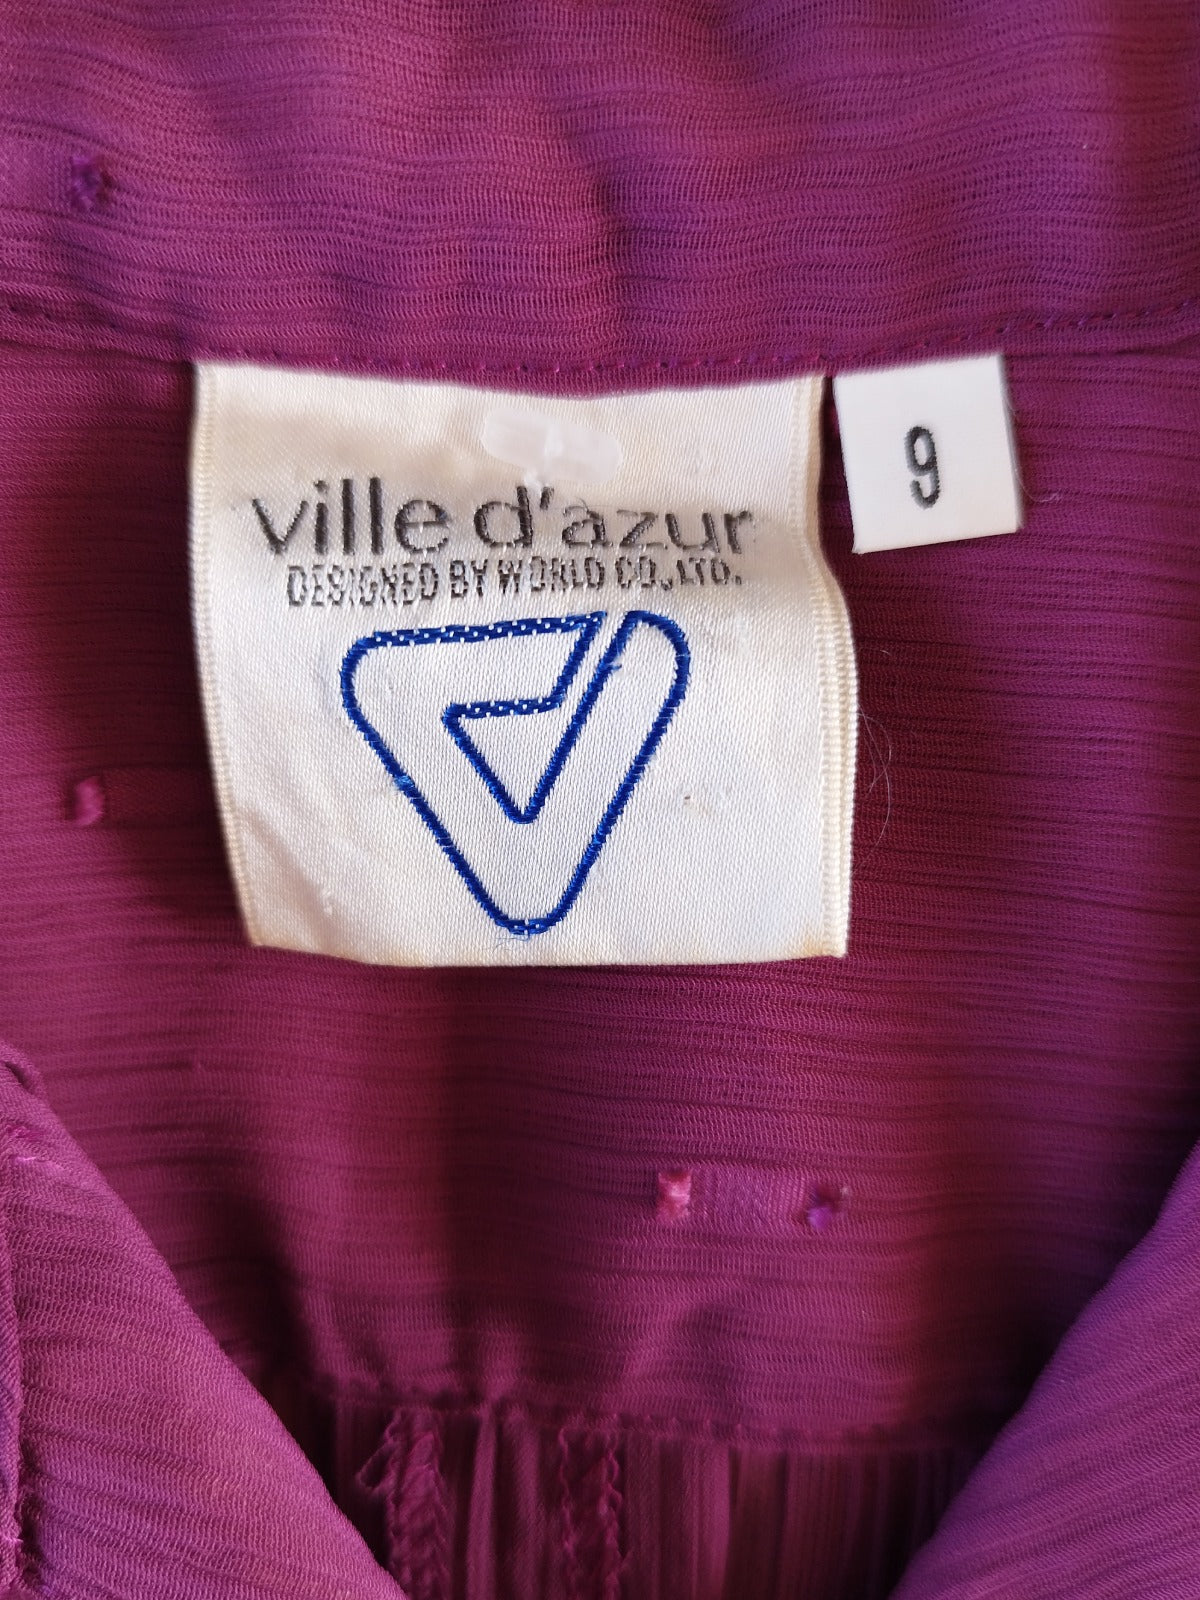 ville d'azur
DESIGNED BY WORLD CO., LTD.
9